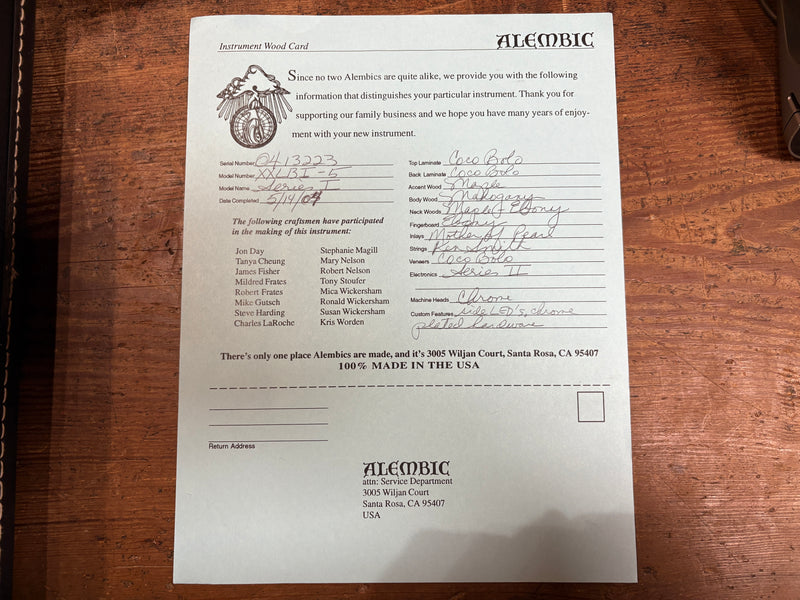 Instrument Wood Card
ALEMBIC
Since no two Alembics are quite alike, we provide you with the following
information that distinguishes your particular instrument. Thank you for
supporting our family business and we hope you have many years of enjoy-
ment with your new instrument.
Serial Number 0413223
Model Number XXLBI-5
Model Name Series I
Date Completed 5/14/04
The following craftsmen have participated
in the making of this instrument:
Jon Day
Tanya Cheung
James Fisher
Mildred Frates
Robert Frates
Mike Gutsch
Steve Harding
Charles LaRoche
Stephanie Magill
Mary Nelson
Robert Nelson
Tony Stoufer
Mica Wickersham
Ronald Wickersham
Susan Wickersham
Kris Worden
Top Laminate Coco Bolo
Back Laminate Coco Bolo
Accent Wood Maple
Body Wood Mahogany
Neck Woods Maple, Ebony
Fingerboard Ebony
Inlays Mother of Pearl
Strings Ken Smith
Veneers Coco Bolo
Electronics Series II
Machine Heads Chrome
Custom Features side LED's, chrome
plated hardware
There's only one place Alembics are made, and it's 3005 Wiljan Court, Santa Rosa, CA 95407
100% MADE IN THE USA
Return Address
ALEMBIC
attn: Service Department
3005 Wiljan Court
Santa Rosa, CA 95407
USA